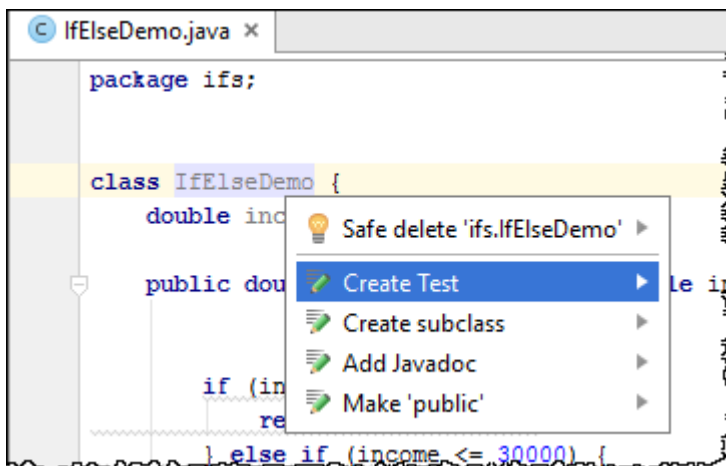 C IfElseDemo.java ×
package ifs;
class IfElseDemo {
double inc
Safe delete 'ifs.IfElseDemo'
public dou
Create Test
le i
Create subclass
Add Javadoc
if (in
Make 'public'
re
} else if (income <= 30000) {